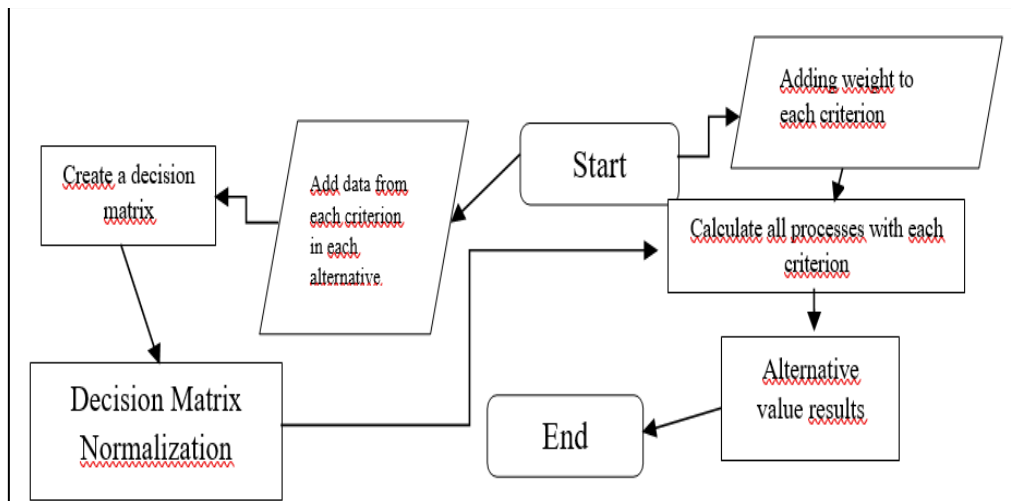 Start
Adding weight to
each criterion
Add data from
each criterion
in each
alternative
Create a decision
matrix
Decision Matrix
Normalization
Calculate all processes with each
criterion
Alternative
value results
End